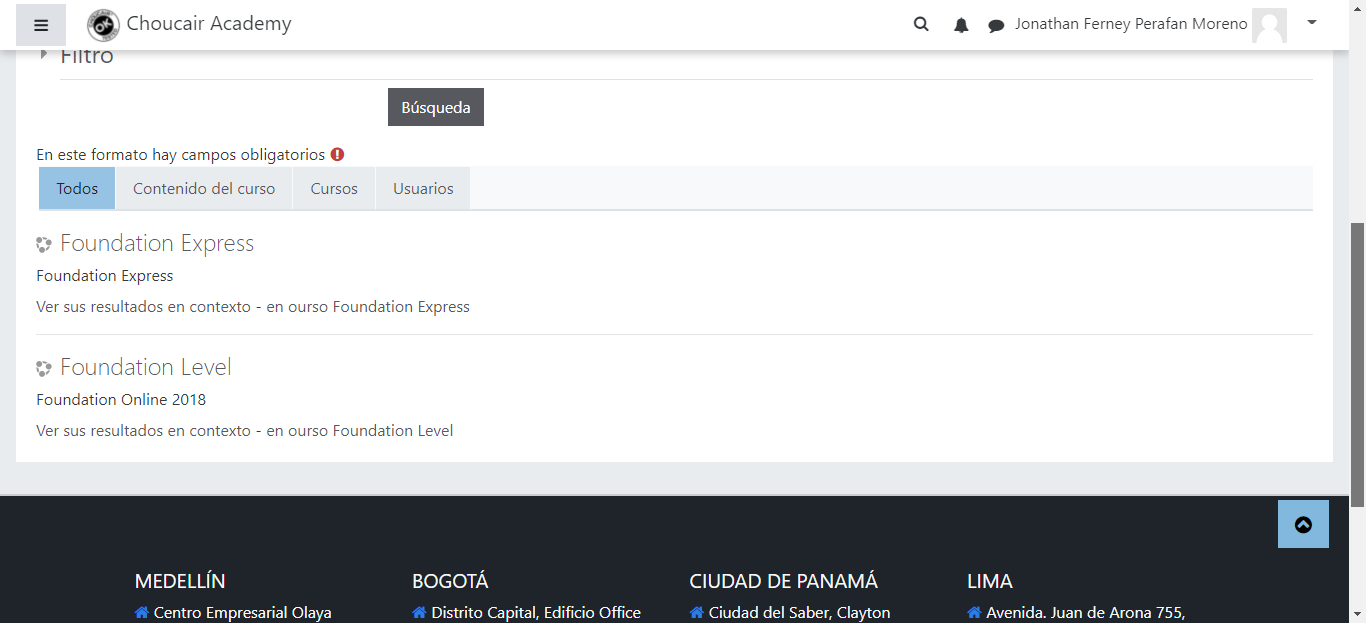 Choucair Academy
Jonathan Ferney Perafan Moreno
Filtro
Búsqueda
En este formato hay campos obligatorios
Todos Contenido del curso Cursos Usuarios
Foundation Express
Foundation Express
Ver sus resultados en contexto - en ourso Foundation Express
Foundation Level
Foundation Online 2018
Ver sus resultados en contexto - en ourso Foundation Level
MEDELLÍN
Centro Empresarial Olaya
BOGOTÁ
Distrito Capital, Edificio Office
CIUDAD DE PANAMÁ
Ciudad del Saber, Clayton
LIMA
Avenida. Juan de Arona 755,